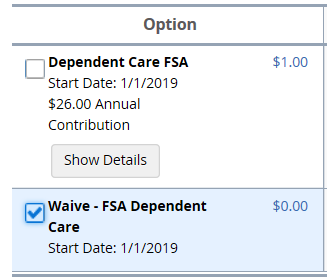 Option
Dependent Care FSA $1.00
Start Date: 1/1/2019
$26.00 Annual
Contribution
Show Details
Waive - FSA Dependent $0.00
Care
Start Date: 1/1/2019